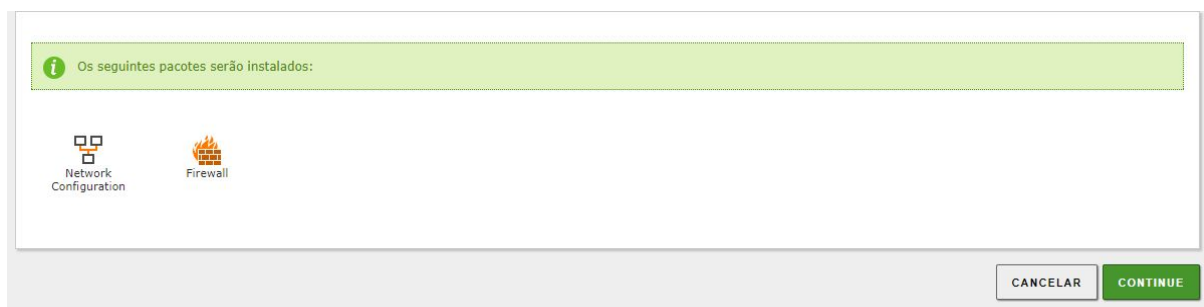 Os seguintes pacotes serão instalados:
Network
Configuration
Firewall
CANCELAR
CONTINUE